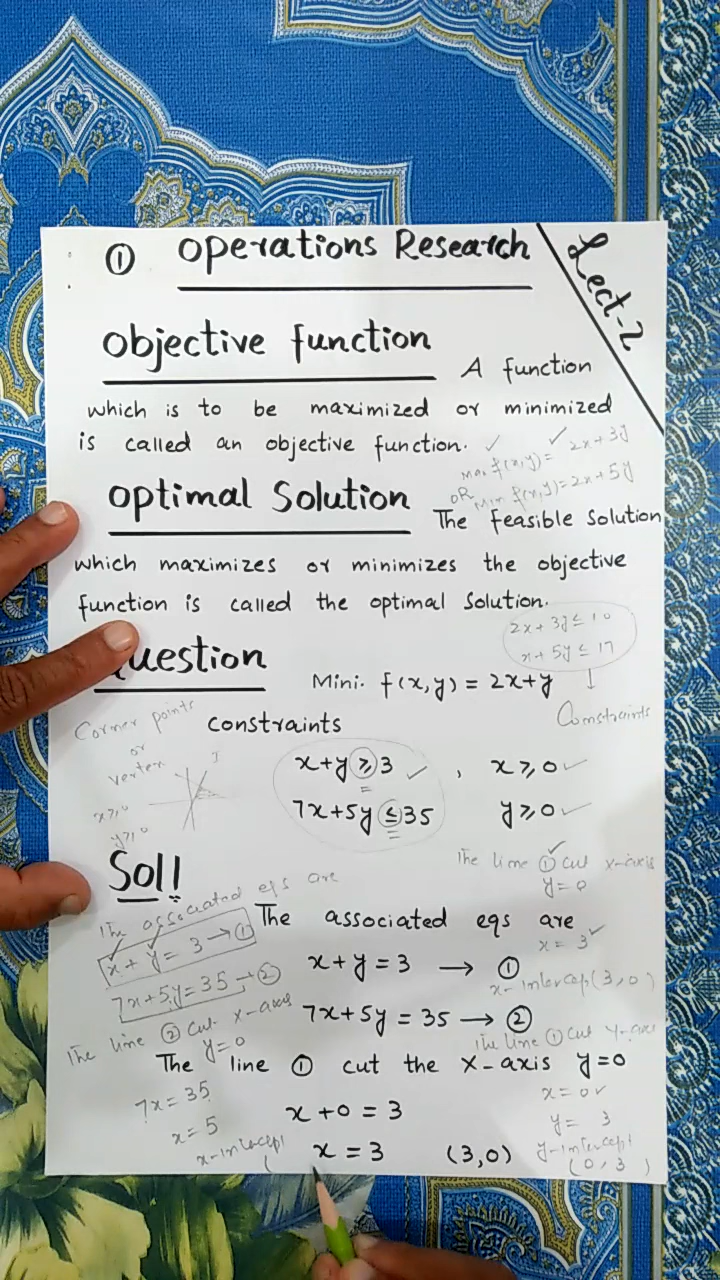 ① Operations Research
Lect-2
Objective function
A function
which is to be maximized or minimized
is called an objective function. ✓
✓ 2x+3y
max f(x,y)=
OR Min f(x,y)=2x+5y
Optimal Solution
The feasible Solution
which maximizes or minimizes the objective
function is called the optimal Solution.
2x+3y≤10
x+5y≤17
Constraints
uestion
Mini. f(x,y) = 2x+y
Corner points
or
vertex
x≥0
y≥0
constraints
x+y≥3 ✓ , x≥0 ✓
7x+5y≤35 y≥0 ✓
Sol!
The line ① cut x-axis
y=0
x=3 ✓
x-intercep(3,0)
The associated eqs are
x+y=3 → ①
7x+5y=35 → ②
The line ② cut x-axis
y=0
7x=35
x=5
x-intercept
(
The associated eqs are
x+y=3 → ①
7x+5y=35 → ②
The line ① cut the X-axis y=0
x+0=3
x=3 (3,0)
The line ① cut y-axis
x=0 ✓
y=3
y-intercept
(0,3)